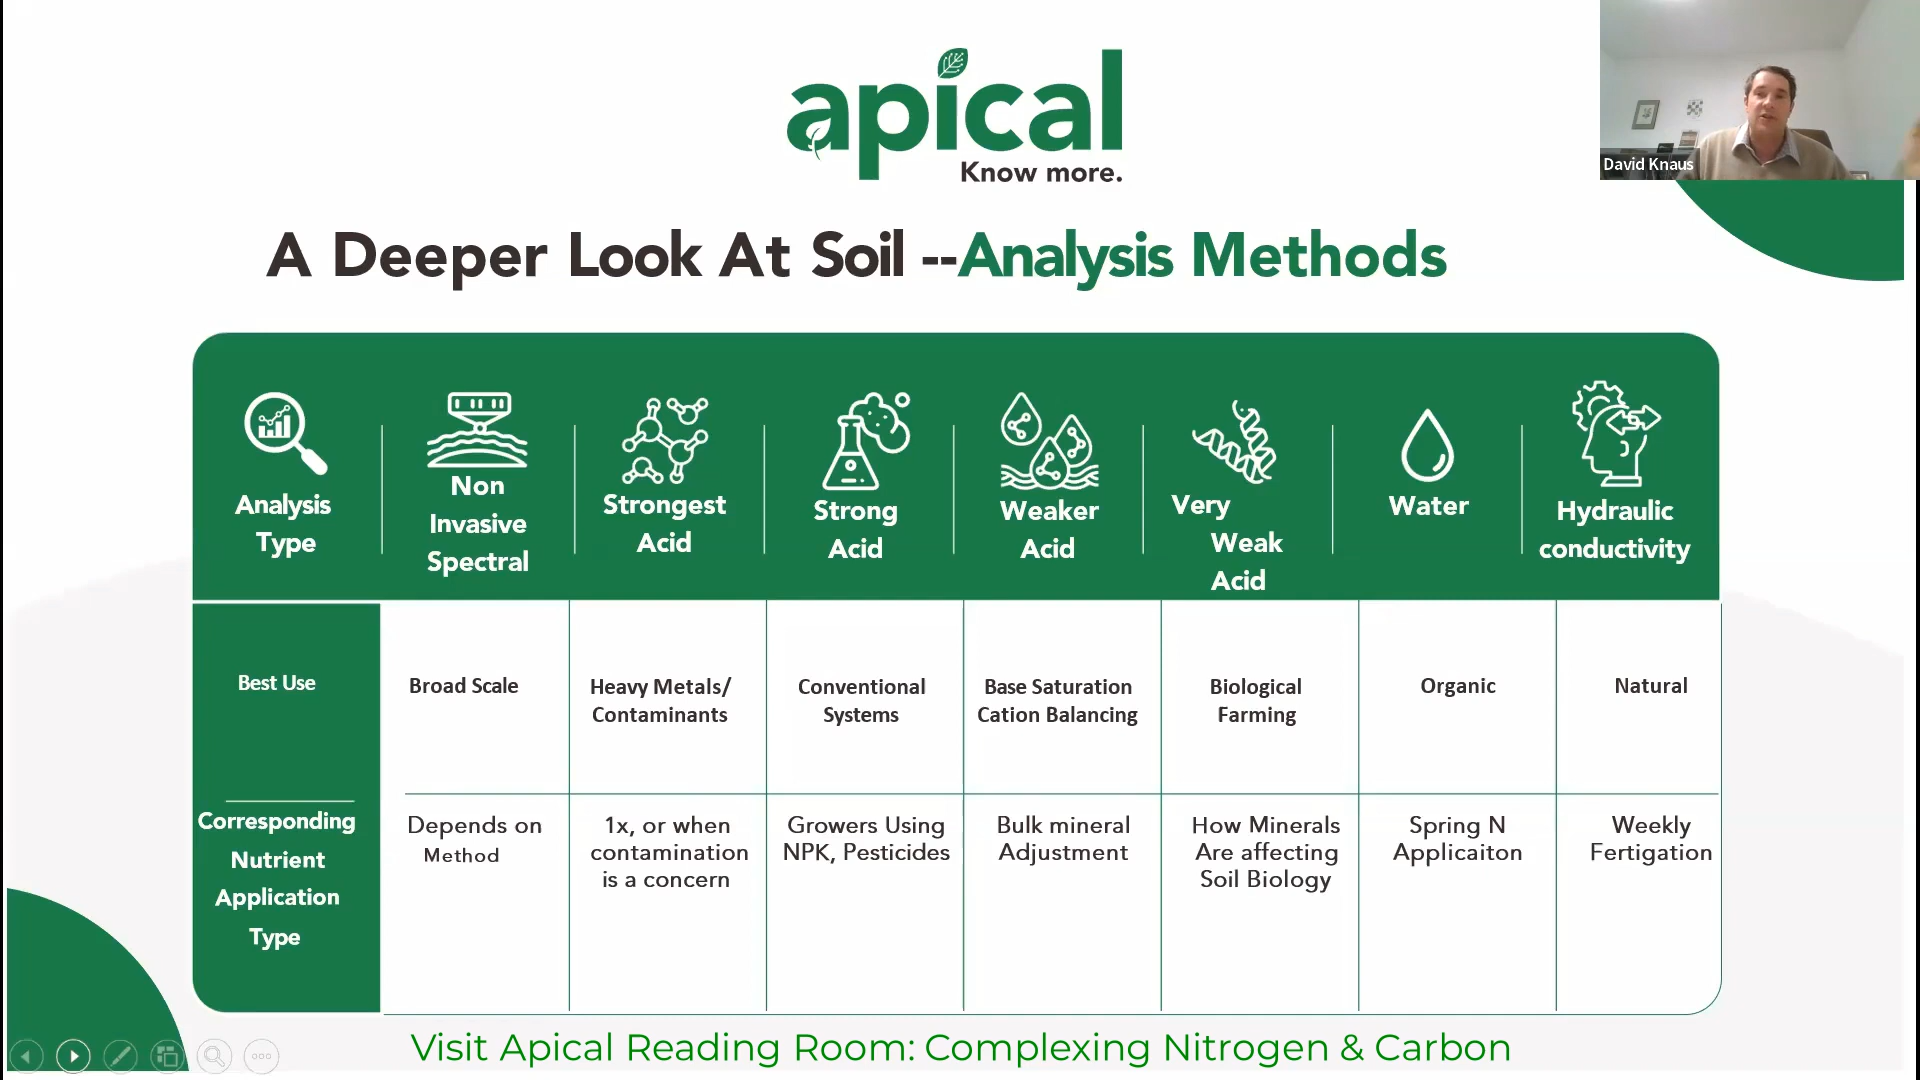 apical
Know more.
David Knaus
A Deeper Look At Soil --Analysis Methods
Analysis
Type
Non
Invasive
Spectral
Strongest
Acid
Strong
Acid
Weaker
Acid
Very
Weak
Acid
Water
Hydraulic
conductivity
Best Use
Broad Scale
Heavy Metals/
Contaminants
Conventional
Systems
Base Saturation
Cation Balancing
Biological
Farming
Organic
Natural
Corresponding
Nutrient
Application
Type
Depends on
Method
1x, or when
contamination
is a concern
Growers Using
NPK, Pesticides
Bulk mineral
Adjustment
How Minerals
Are affecting
Soil Biology
Spring N
Applicaiton
Weekly
Fertigation
Visit Apical Reading Room: Complexing Nitrogen & Carbon